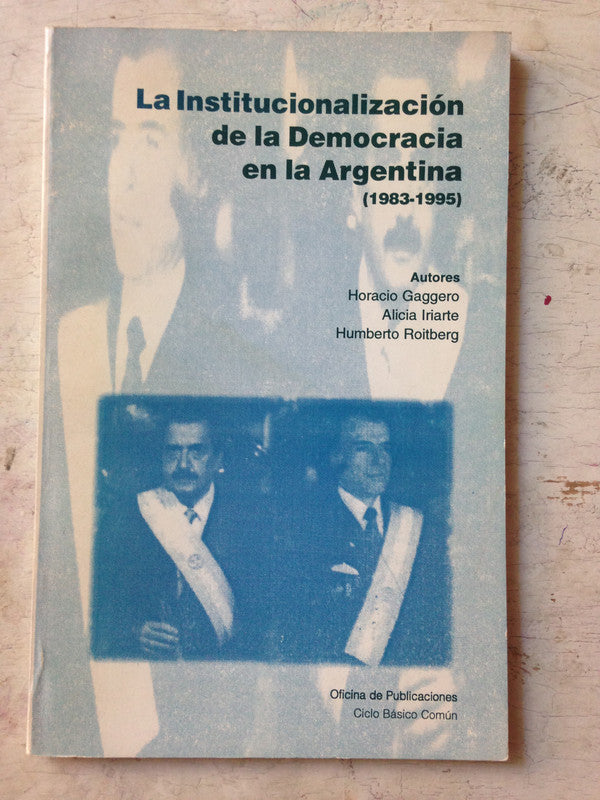 La Institucionalización
de la Democracia
en la Argentina
(1983-1995)
Autores
Horacio Gaggero
Alicia Iriarte
Humberto Roitberg
Oficina de Publicaciones
Ciclo Básico Común